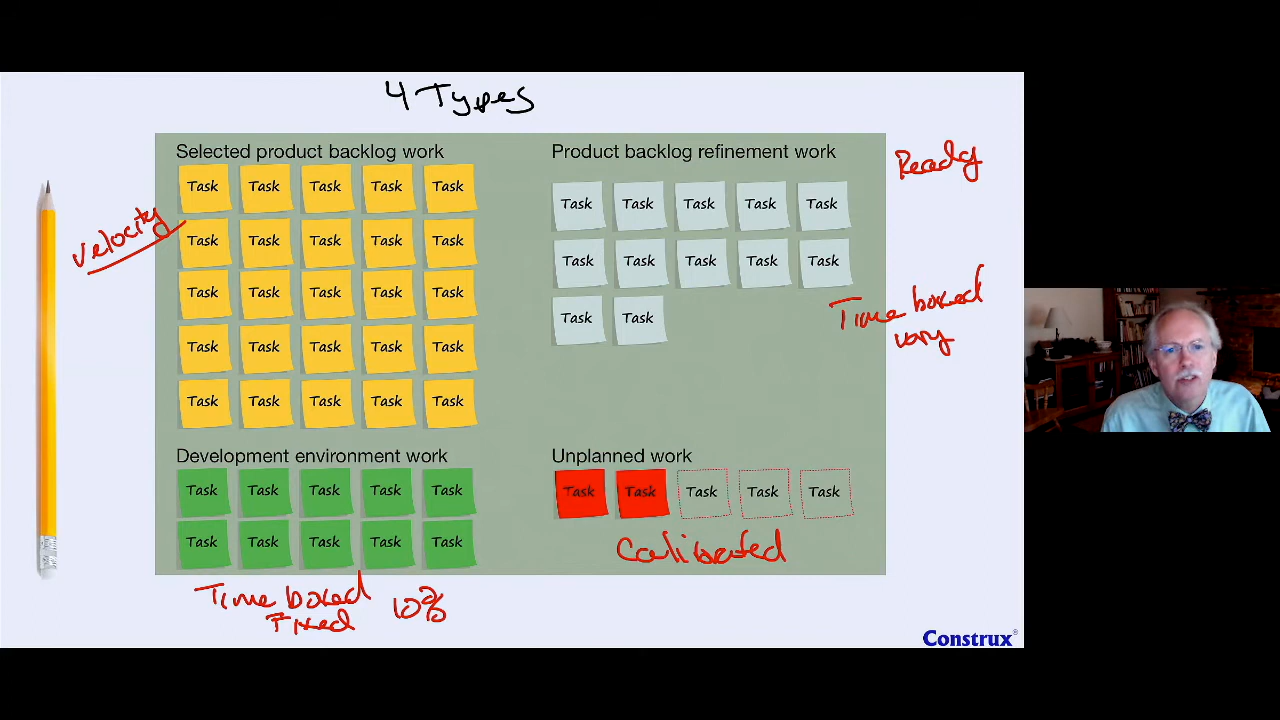 4 Types
Selected product backlog work
Task Task Task Task Task
Task Task Task Task Task
Task Task Task Task Task
Task Task Task Task Task
Task Task Task Task Task
velocity
Product backlog refinement work
Task Task Task Task Task
Task Task Task Task Task
Task Task
Ready
Time boxed
vary
Development environment work
Task Task Task Task Task
Task Task Task Task Task
Time boxed
Fixed 10%
Unplanned work
Task Task Task Task Task
Calibrated
Construx®